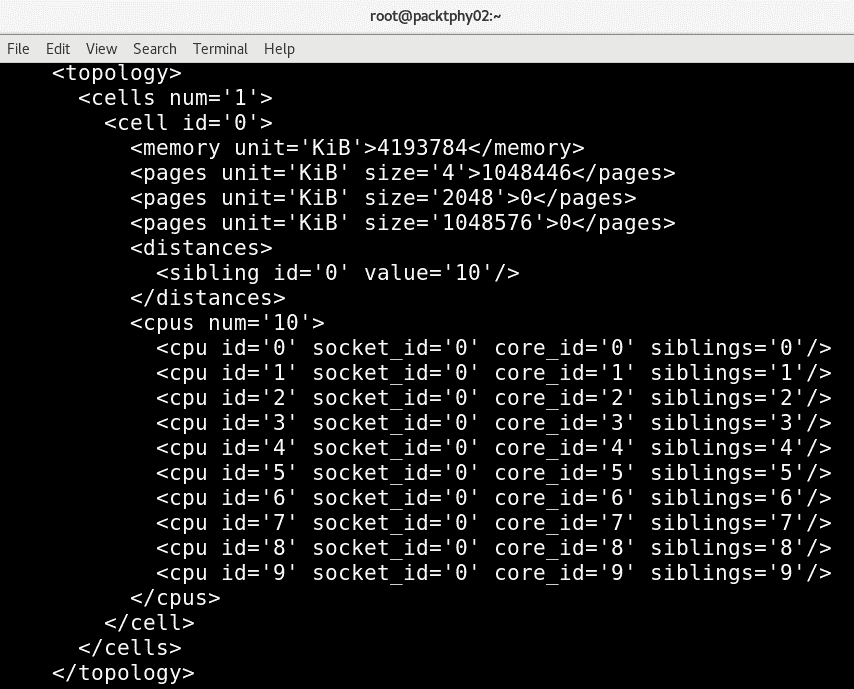 root@packtphy02:~
File Edit View Search Terminal Help
<topology>
<cells num='1'>
<cell id='0'>
<memory unit='KiB'>4193784</memory>
<pages unit='KiB' size='4'>1048446</pages>
<pages unit='KiB' size='2048'>0</pages>
<pages unit='KiB' size='1048576'>0</pages>
<distances>
<sibling id='0' value='10'/>
</distances>
<cpus num='10'>
<cpu id='0' socket_id='0' core_id='0' siblings='0'/>
<cpu id='1' socket_id='0' core_id='1' siblings='1'/>
<cpu id='2' socket_id='0' core_id='2' siblings='2'/>
<cpu id='3' socket_id='0' core_id='3' siblings='3'/>
<cpu id='4' socket_id='0' core_id='4' siblings='4'/>
<cpu id='5' socket_id='0' core_id='5' siblings='5'/>
<cpu id='6' socket_id='0' core_id='6' siblings='6'/>
<cpu id='7' socket_id='0' core_id='7' siblings='7'/>
<cpu id='8' socket_id='0' core_id='8' siblings='8'/>
<cpu id='9' socket_id='0' core_id='9' siblings='9'/>
</cpus>
</cell>
</cells>
</topology>